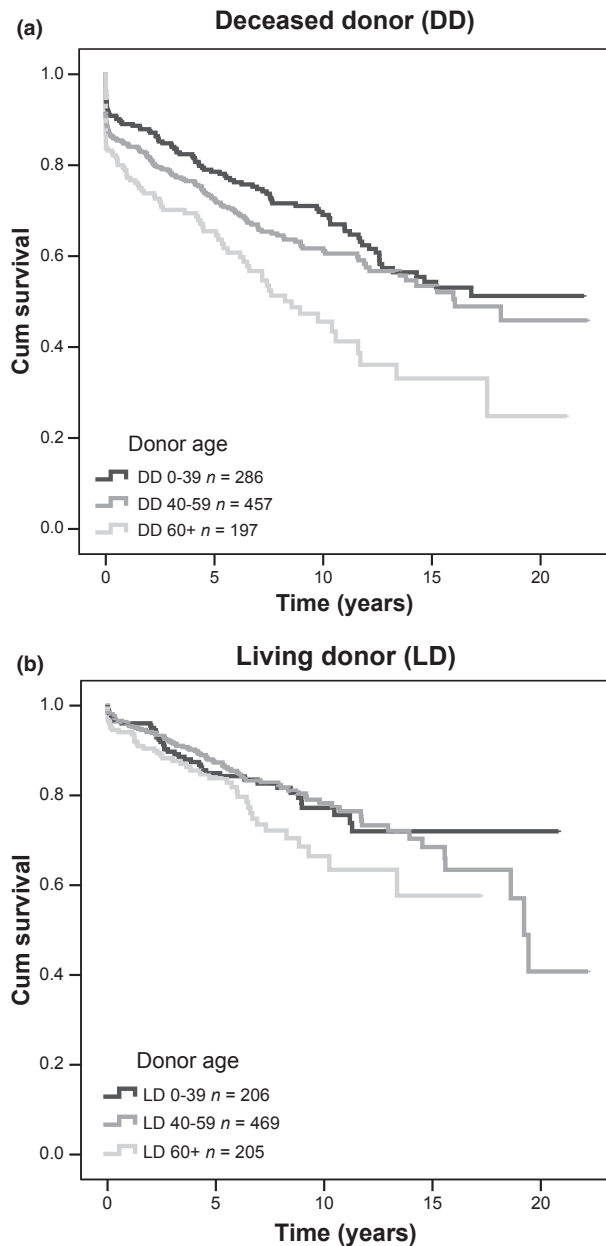 (a)
Deceased donor (DD)
1.0
0.8
0.6
0.4
0.2
0.0
Cum survival
Donor age
DD 0-39 n = 286
DD 40-59 n = 457
DD 60+ n = 197
0 5 10 15 20
Time (years)
(b)
Living donor (LD)
1.0
0.8
0.6
0.4
0.2
0.0
Cum survival
Donor age
LD 0-39 n = 206
LD 40-59 n = 469
LD 60+ n = 205
0 5 10 15 20
Time (years)